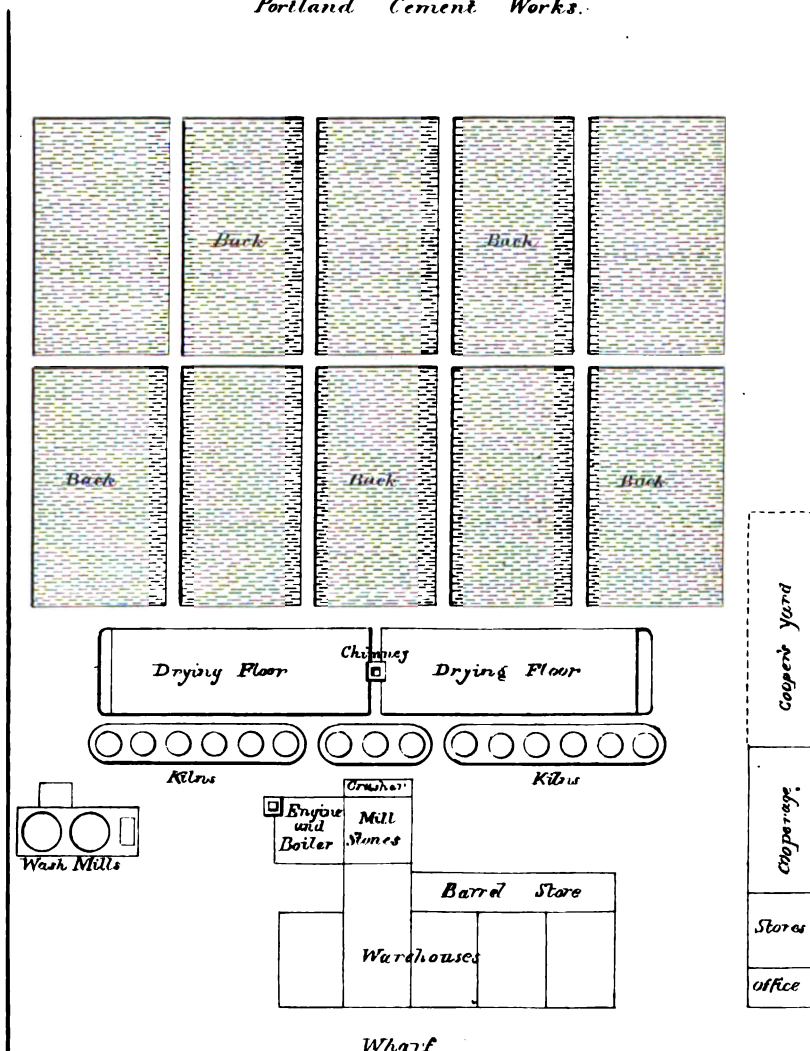 Portland Cement Works.
Back
Back
Back
Back
Back
Cooper's Yard
Chimney
Drying Floor
Drying Floor
Kilns
Kilns
Crusher
Engine
and
Boiler
Mill
Stones
Cooperage.
Wash Mills
Barrel Store
Stores
Warehouses
Office
Wharf